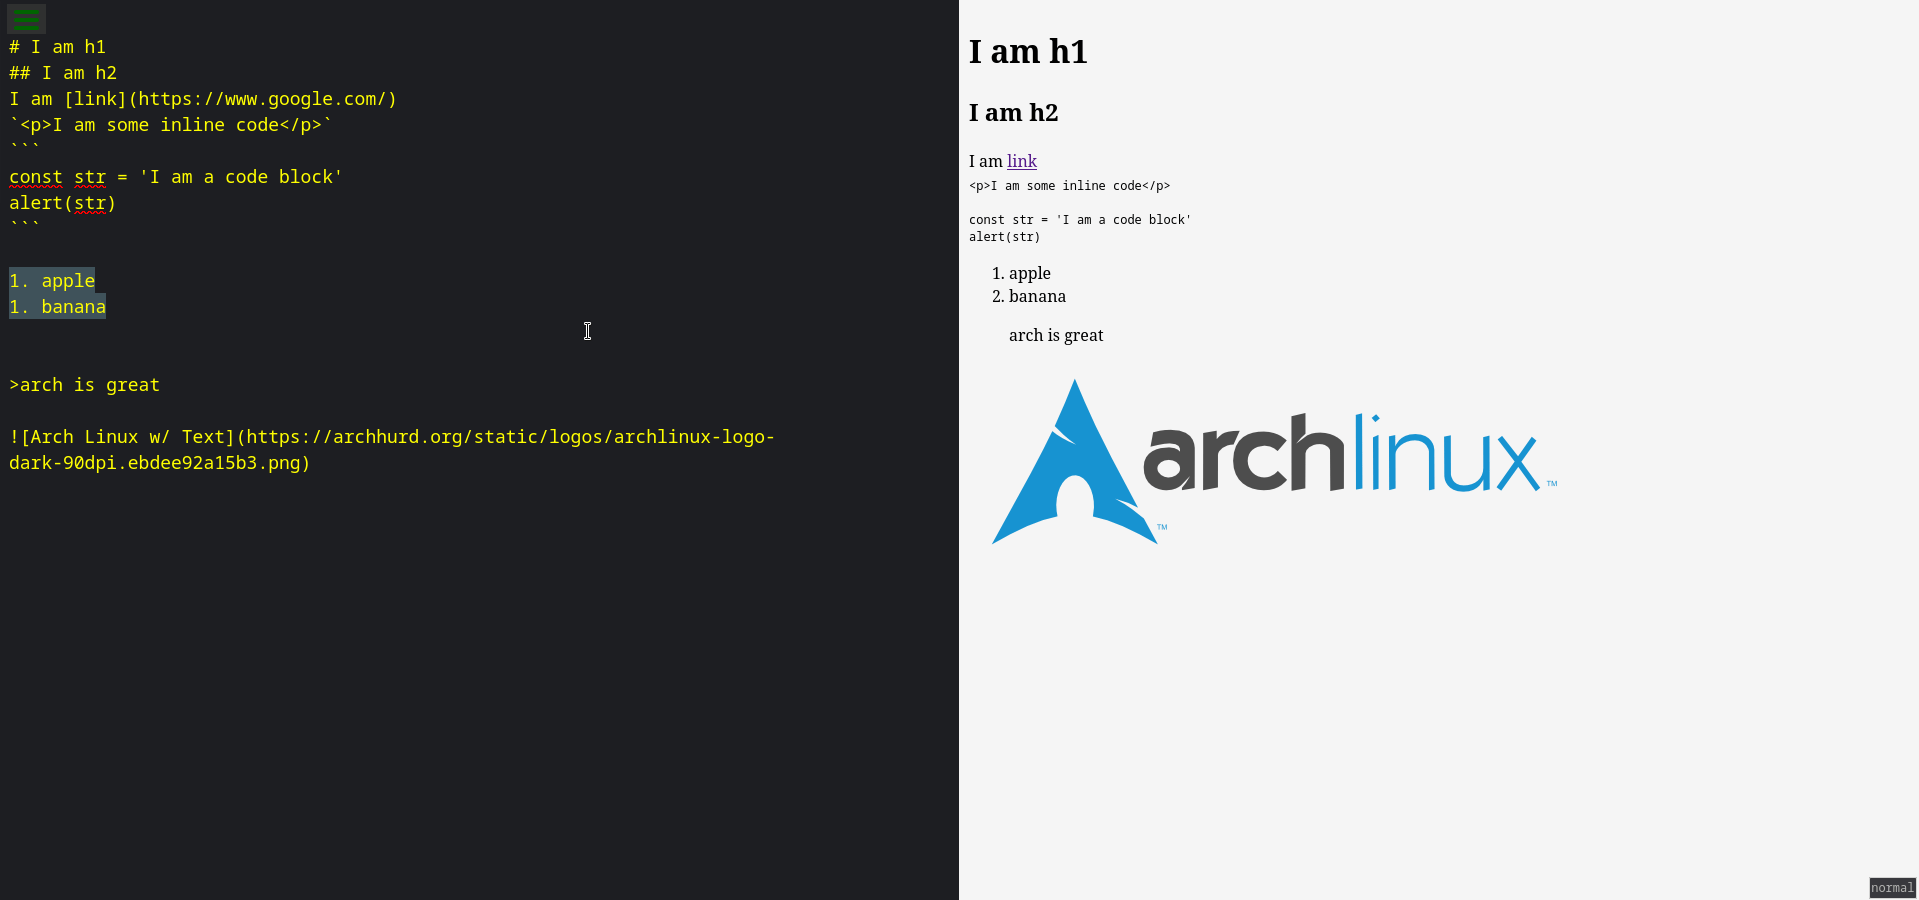 # I am h1
## I am h2
I am [link](https://www.google.com/)
`<p>I am some inline code</p>`
```
const str = 'I am a code block'
alert(str)
```
1. apple
1. banana
>arch is great
![Arch Linux w/ Text](https://archhurd.org/static/logos/archlinux-logo-
dark-90dpi.ebdee92a15b3.png)
I am h1
I am h2
I am link
<p>I am some inline code</p>
const str = 'I am a code block'
alert(str)
1. apple
2. banana
arch is great
archlinux™
™
normal